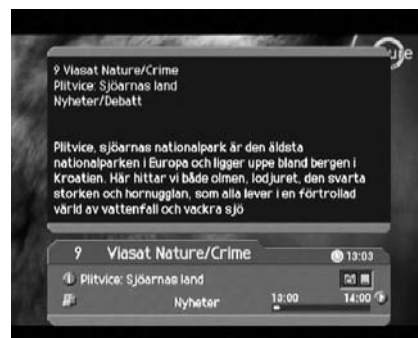 ure
9 Viasat Nature/Crime
Plitvice: Sjöarnas land
Nyheter/Debatt
Plitvice, sjöarnas nationalpark är den äldsta
nationalparken i Europa och ligger uppe bland bergen i
Kroatien. Här hittar vi både olmen, lodjuret, den svarta
storken och hornugglan, som alla lever i en förtrollad
värld av vattenfall och vackra sjö
9 Viasat Nature/Crime 13:03
Plitvice: Sjöarnas land
Nyheter 13:00 14:00